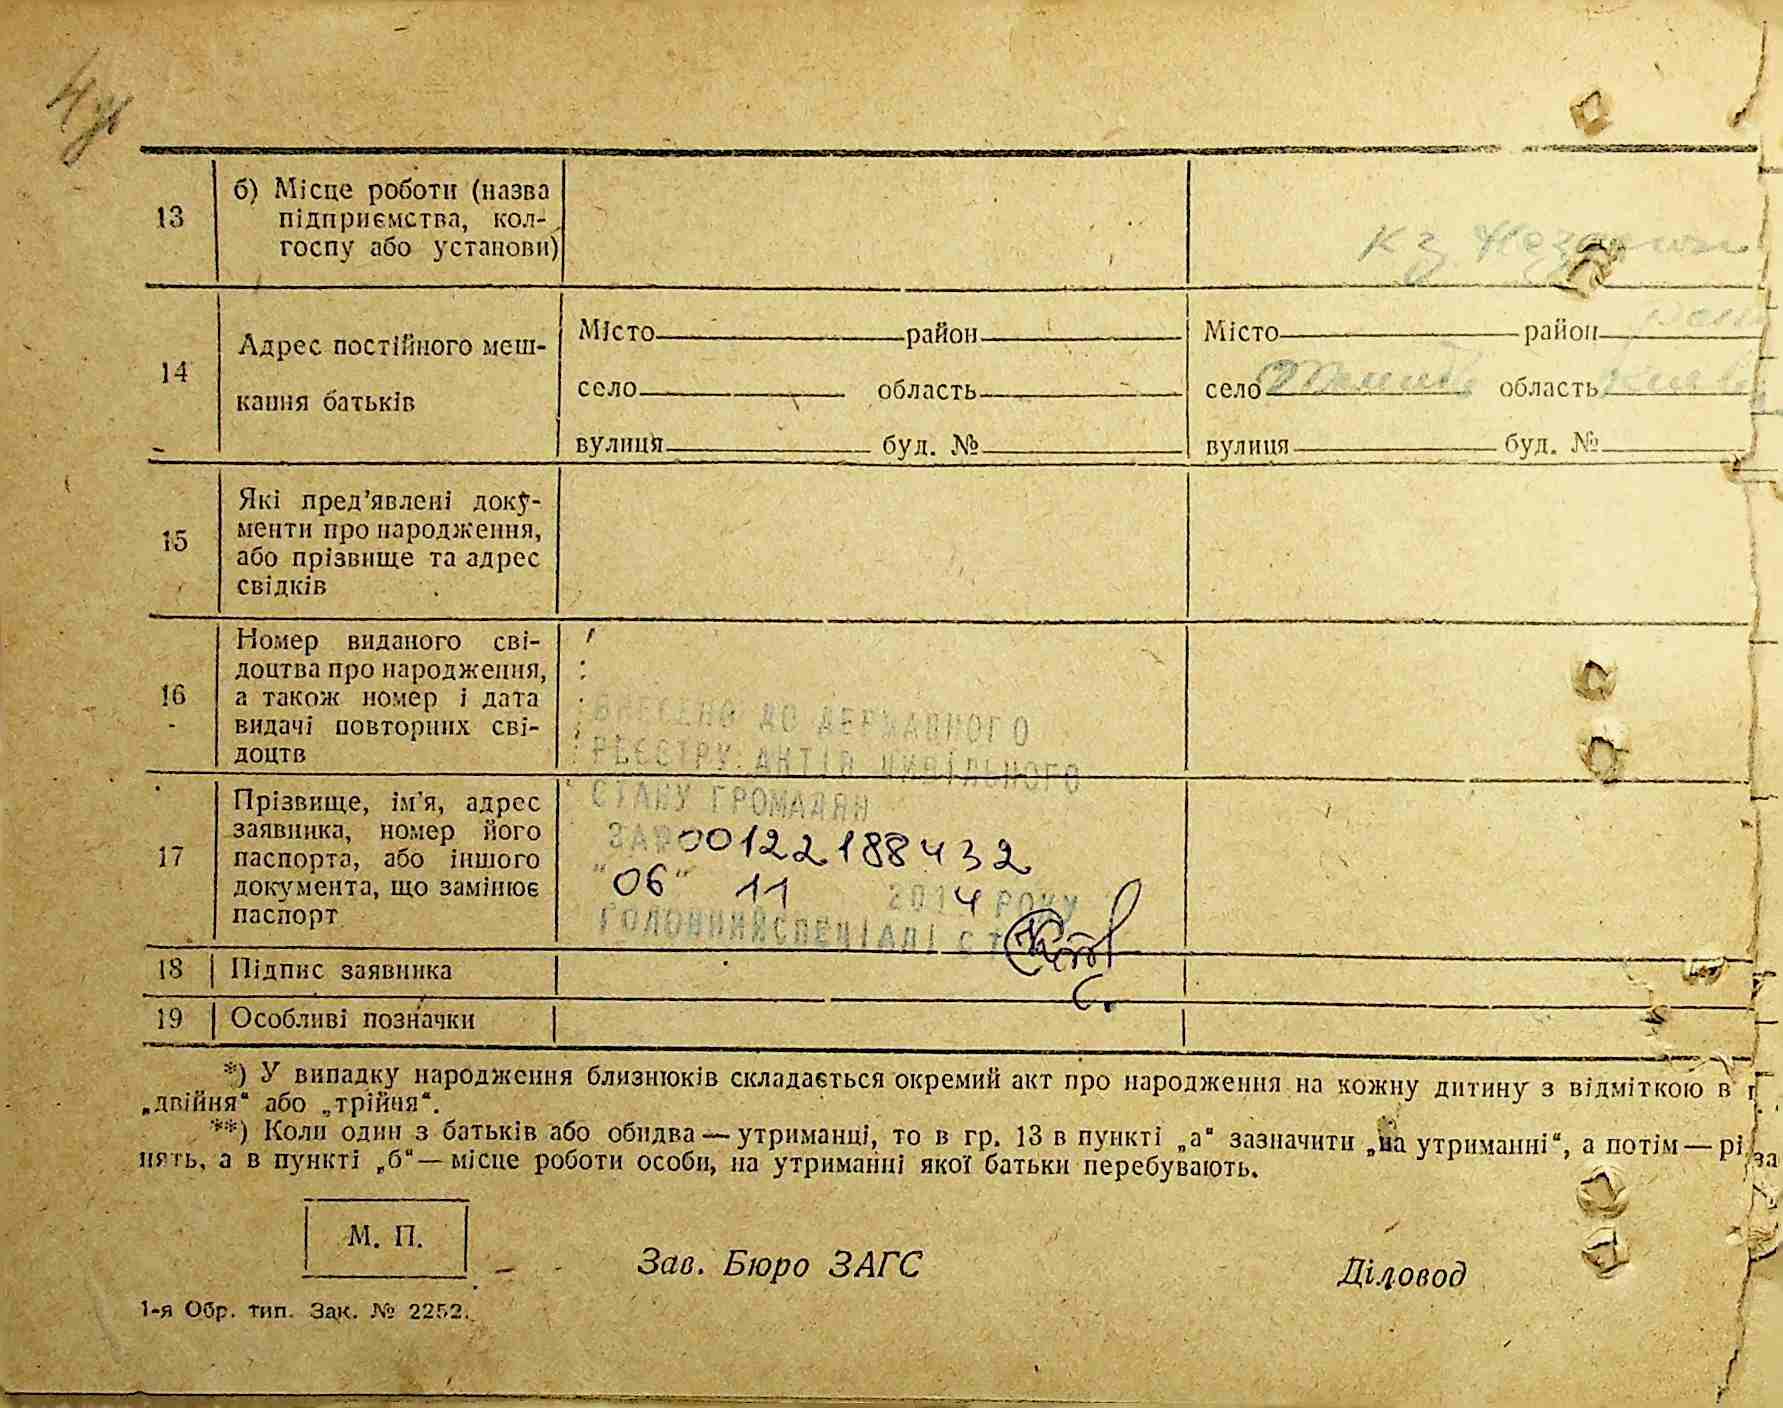 13
б) Місце роботи (назва
підприємства, кол-
госпу або установи)
кз
14
Адрес постійного меш-
кання батьків
Місто район
село область
вулиця буд. №
Місто район
село область
вулиця буд. №
15
Які пред’явлені доку-
менти про народження,
або прізвище та адрес
свідків
16
Номер виданого сві-
доцтва про народження,
а також номер і дата
видачі повторних сві-
доцтв
ВНЕСЕНО ДО ДЕРЖАВНОГО
РЕЄСТРУ АКТІВ ЦИВІЛЬНОГО
СТАНУ ГРОМАДЯН
ЗА № 00122188432
"06" 11 2014 РОКУ
ГОЛОВНИЙ СПЕЦІАЛІСТ
17
Прізвище, ім’я, адрес
заявника, номер його
паспорта, або іншого
документа, що замінює
паспорт
18 Підпис заявника
19 Особливі позначки
*) У випадку народження близнюків складається окремий акт про народження на кожну дитину з відміткою в г
„двійня“ або „трійня“.
**) Коли один з батьків або обидва — утриманці, то в гр. 13 в пункті „а“ зазначити „на утриманні“, а потім — рі за
нять, а в пункті „б“ — місце роботи особи, на утриманні якої батьки перебувають.
М. П.
Зав. Бюро ЗАГС
Діловод
1-я Обр. тип. Зак. № 2252.